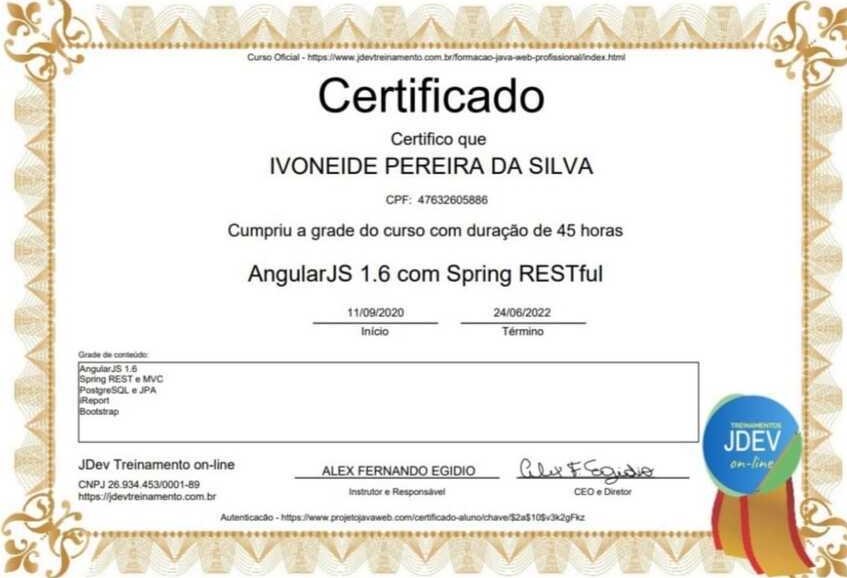 Curso Oficial - https://www.jdevtreinamento.com.br/formacao-java-web-profissional/index.html
Certificado
Certifico que
IVONEIDE PEREIRA DA SILVA
CPF: 47632605886
Cumpriu a grade do curso com duração de 45 horas
AngularJS 1.6 com Spring RESTful
11/09/2020 24/06/2022
Início Término
Grade de conteúdo:
AngularJS 1.6
Spring REST e MVC
PostgreSQL e JPA
iReport
Bootstrap
TREINAMENTOS
JDEV
on-line
JDev Treinamento on-line
CNPJ 26.934.453/0001-89
https://jdevtreinamento.com.br
ALEX FERNANDO EGIDIO Alex F. Egidio
Instrutor e Responsável CEO e Diretor
Autenticacão - https://www.projetojavaweb.com/certificado-aluno/chave/$2a$10$v3k2gFkz